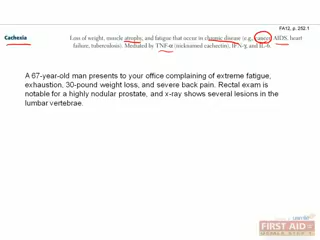 FA12, p. 252.1
Cachexia
Loss of weight, muscle atrophy, and fatigue that occur in chronic disease (e.g., cancer, AIDS, heart
failure, tuberculosis). Mediated by TNF-α (nicknamed cachectin), IFN-γ, and IL-6.
A 67-year-old man presents to your office complaining of extreme fatigue,
exhaustion, 30-pound weight loss, and severe back pain. Rectal exam is
notable for a highly nodular prostate, and x-ray shows several lesions in the
lumbar vertebrae.
FIRST AID